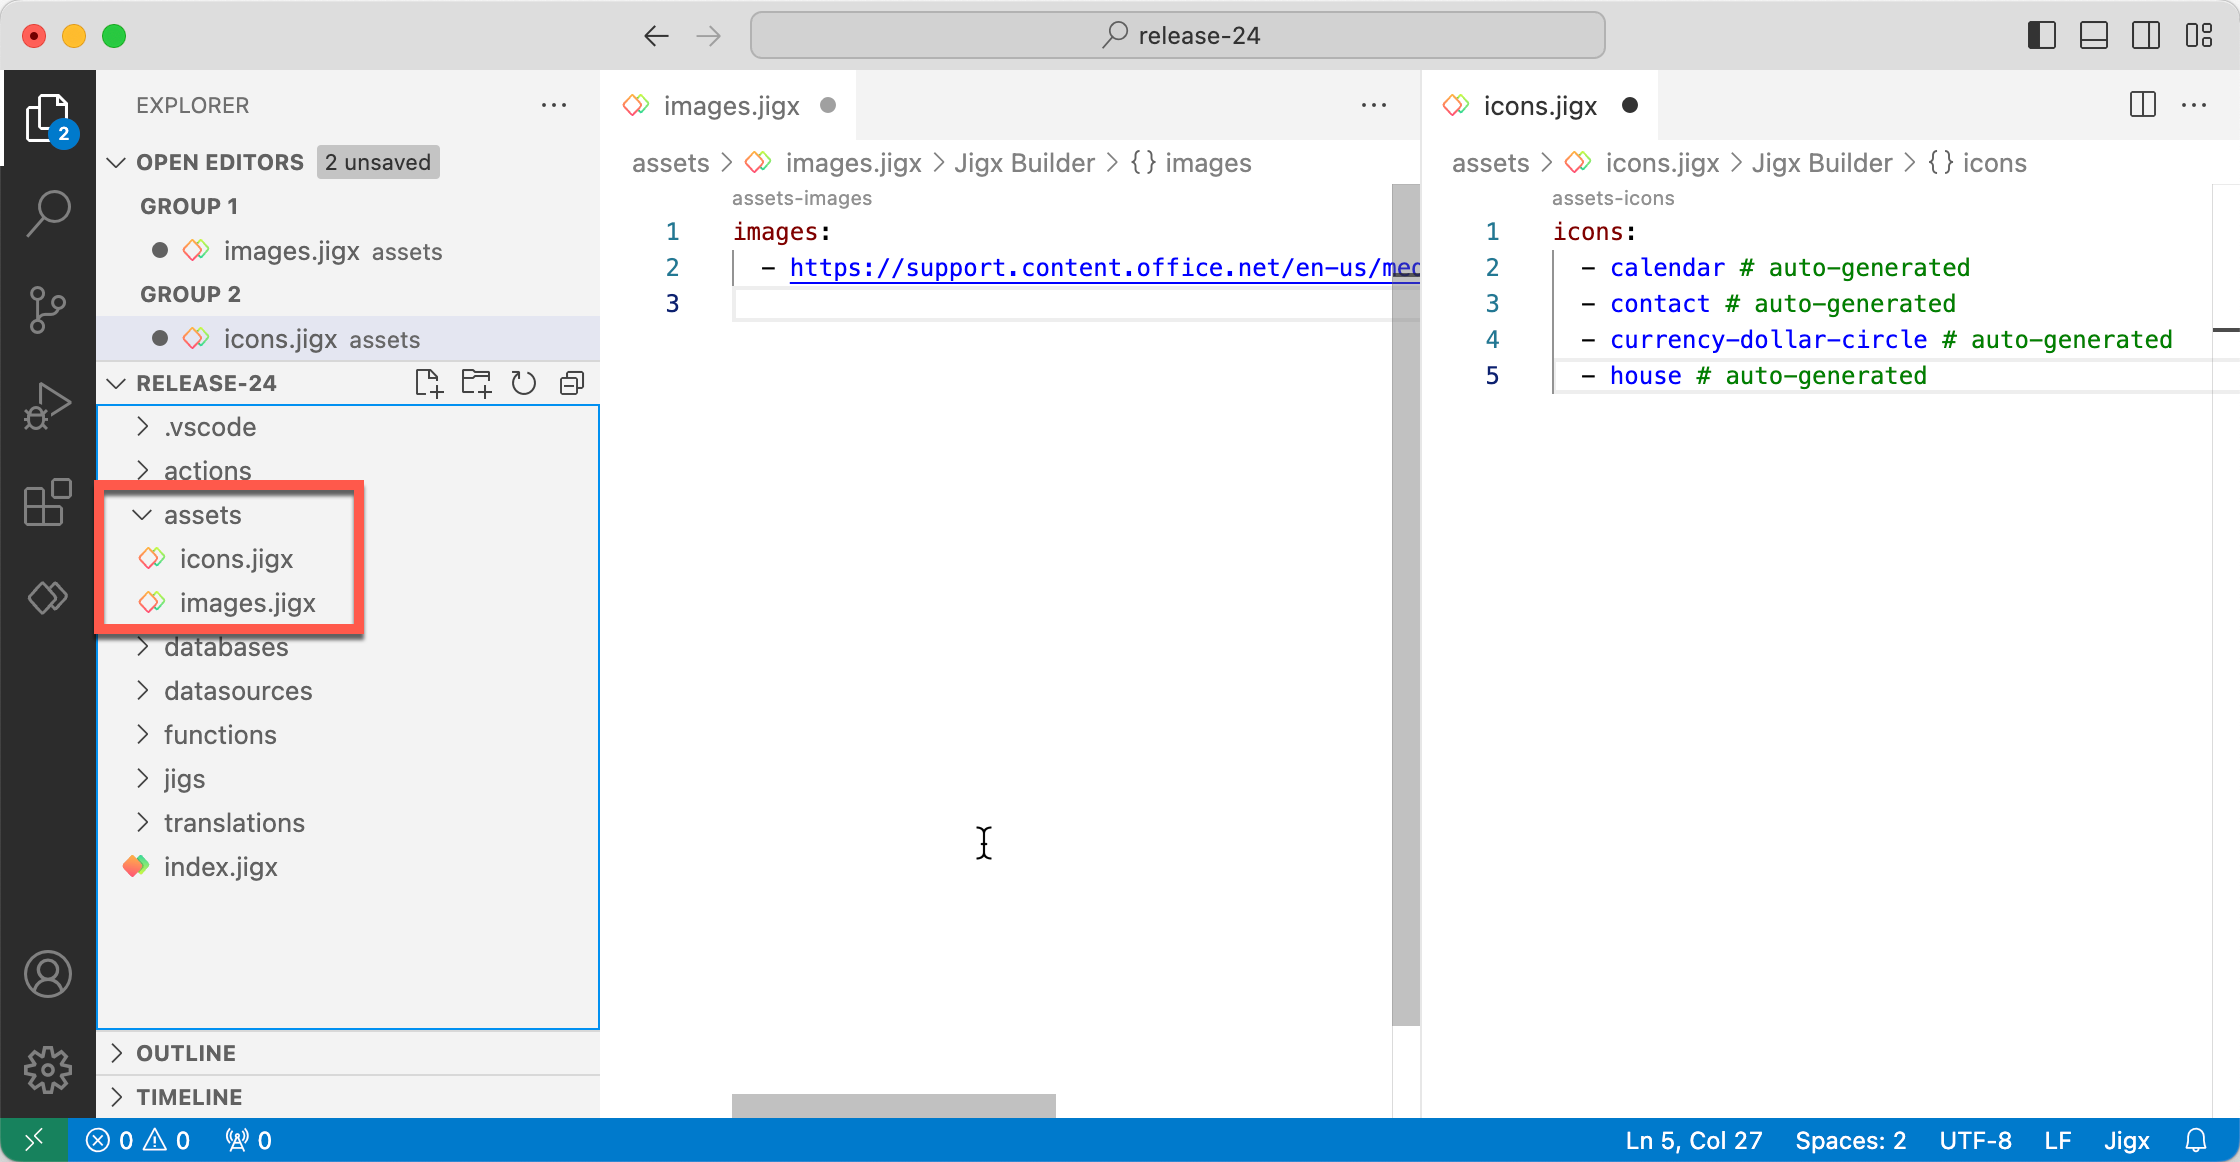 release-24
EXPLORER
2
OPEN EDITORS 2 unsaved
GROUP 1
images.jigx assets
GROUP 2
icons.jigx assets
RELEASE-24
.vscode
actions
assets
icons.jigx
images.jigx
databases
datasources
functions
jigs
translations
index.jigx
OUTLINE
TIMELINE
images.jigx
assets > images.jigx > Jigx Builder > {} images
assets-images
1 images:
2 - https://support.content.office.net/en-us/med
3
icons.jigx
assets > icons.jigx > Jigx Builder > {} icons
assets-icons
1 icons:
2 - calendar # auto-generated
3 - contact # auto-generated
4 - currency-dollar-circle # auto-generated
5 - house # auto-generated
0 0 0
Ln 5, Col 27 Spaces: 2 UTF-8 LF Jigx